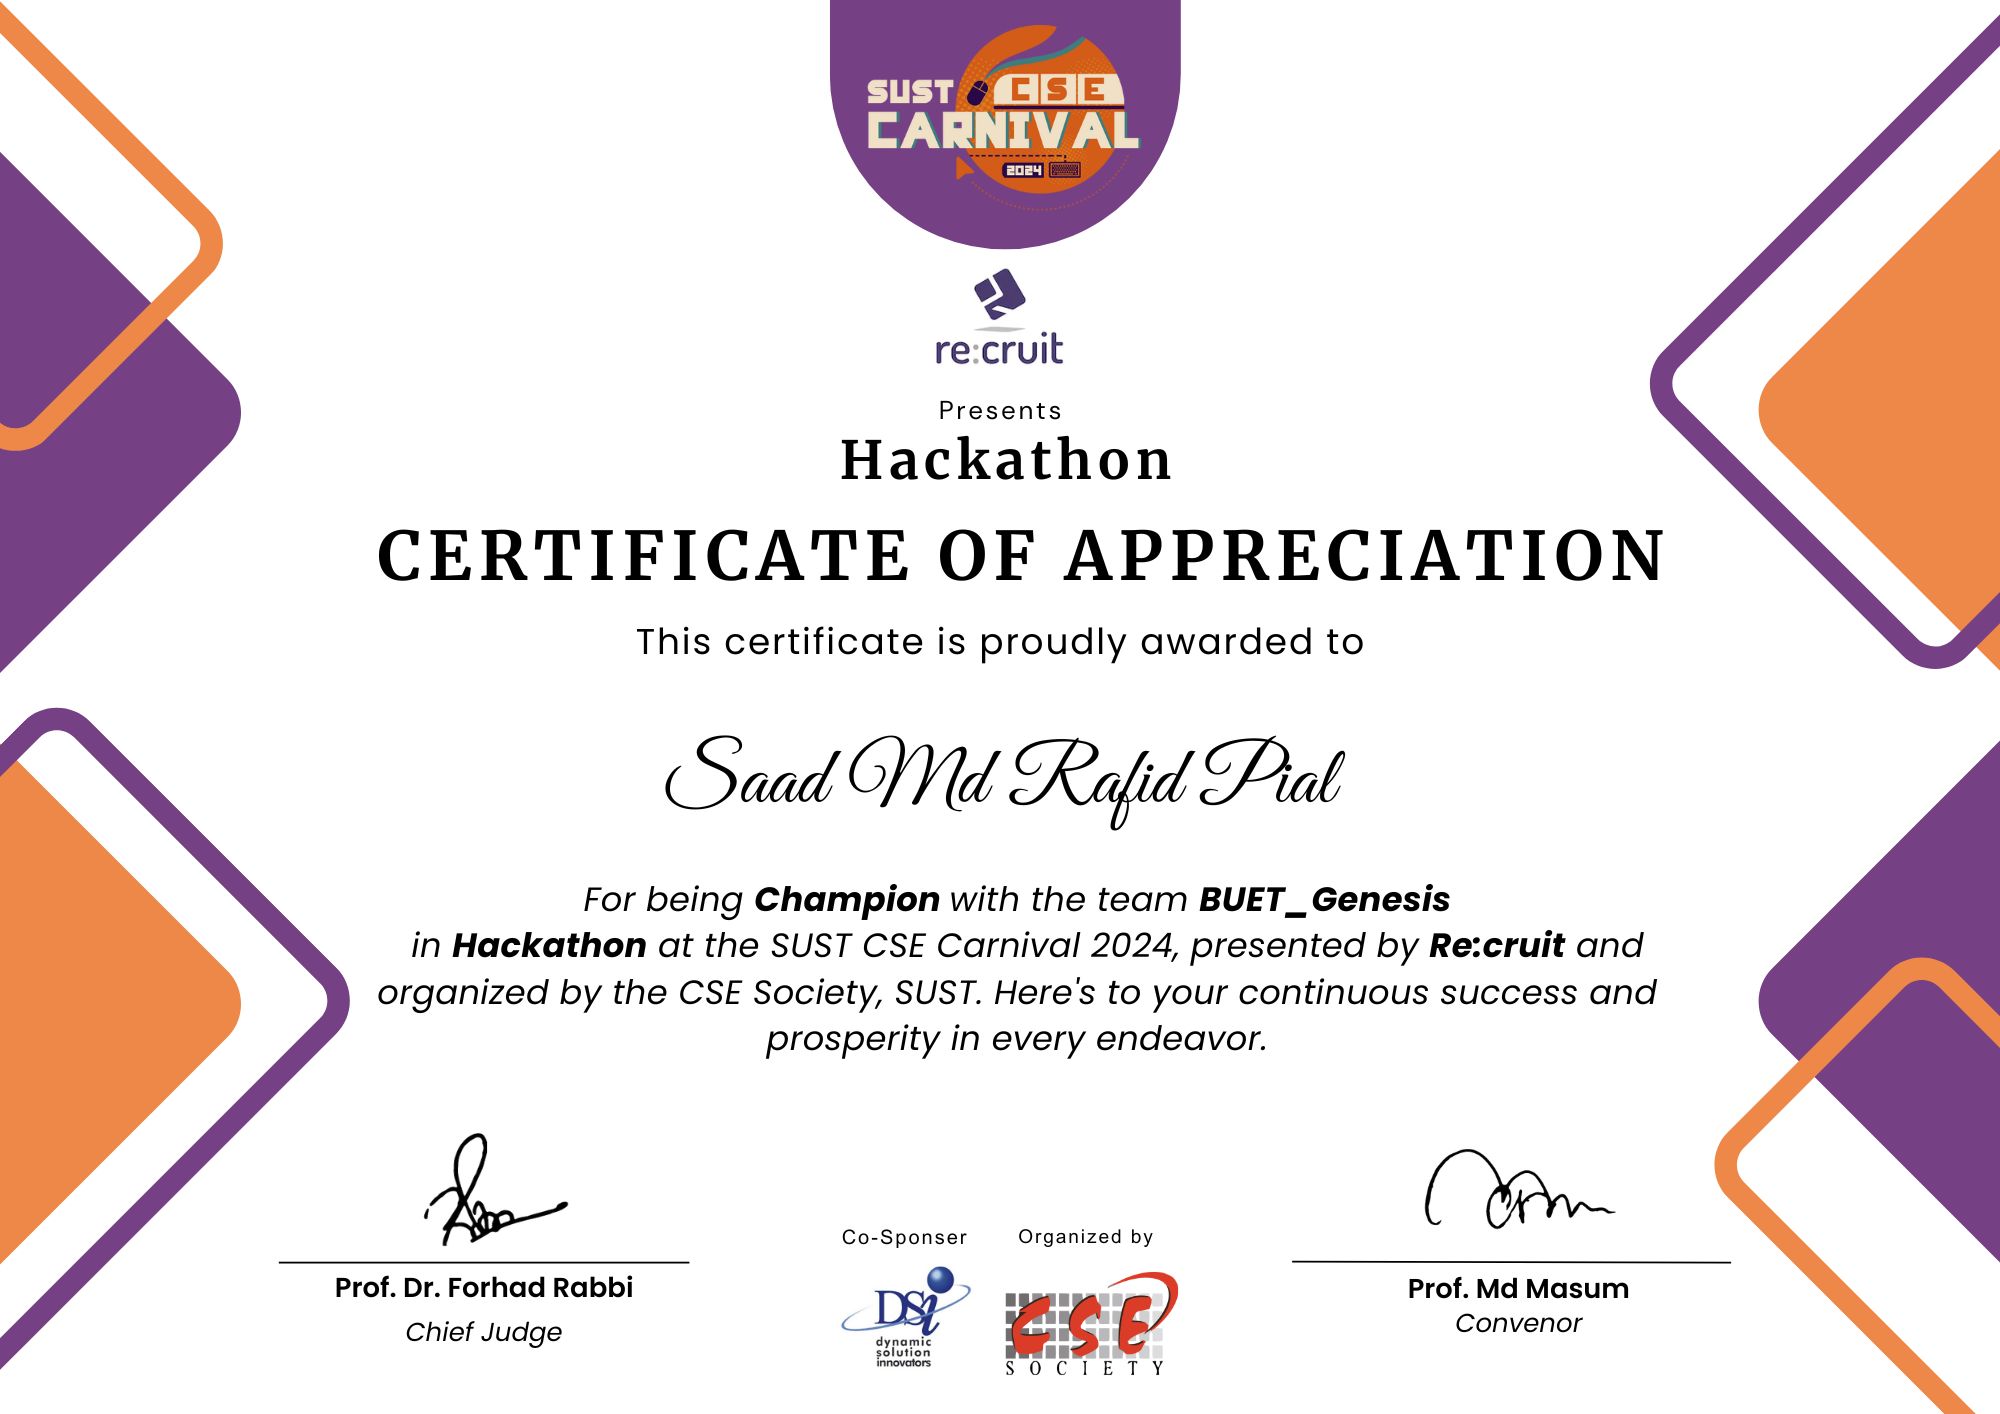 SUST CSE
CARNIVAL
2024
re:cruit
Presents
Hackathon
CERTIFICATE OF APPRECIATION
This certificate is proudly awarded to
Saad Md Rafid Pial
For being Champion with the team BUET_Genesis
in Hackathon at the SUST CSE Carnival 2024, presented by Re:cruit and
organized by the CSE Society, SUST. Here's to your continuous success and
prosperity in every endeavor.
Prof. Dr. Forhad Rabbi
Chief Judge
Co-Sponser
DSi
dynamic
solution
innovators
Organized by
CSE
SOCIETY
Prof. Md Masum
Convenor